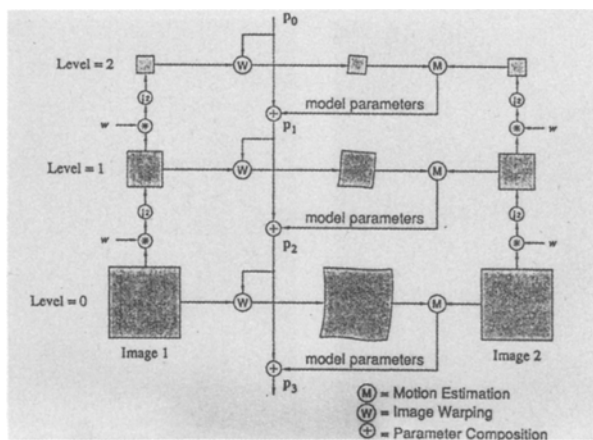 p0
Level = 2
W
M
↓2
model parameters
w
*
*
w
+
p1
Level = 1
W
M
↓2
model parameters
↓2
w
*
*
w
+
p2
Level = 0
W
M
Image 1
model parameters
Image 2
+
p3
M = Motion Estimation
W = Image Warping
+ = Parameter Composition